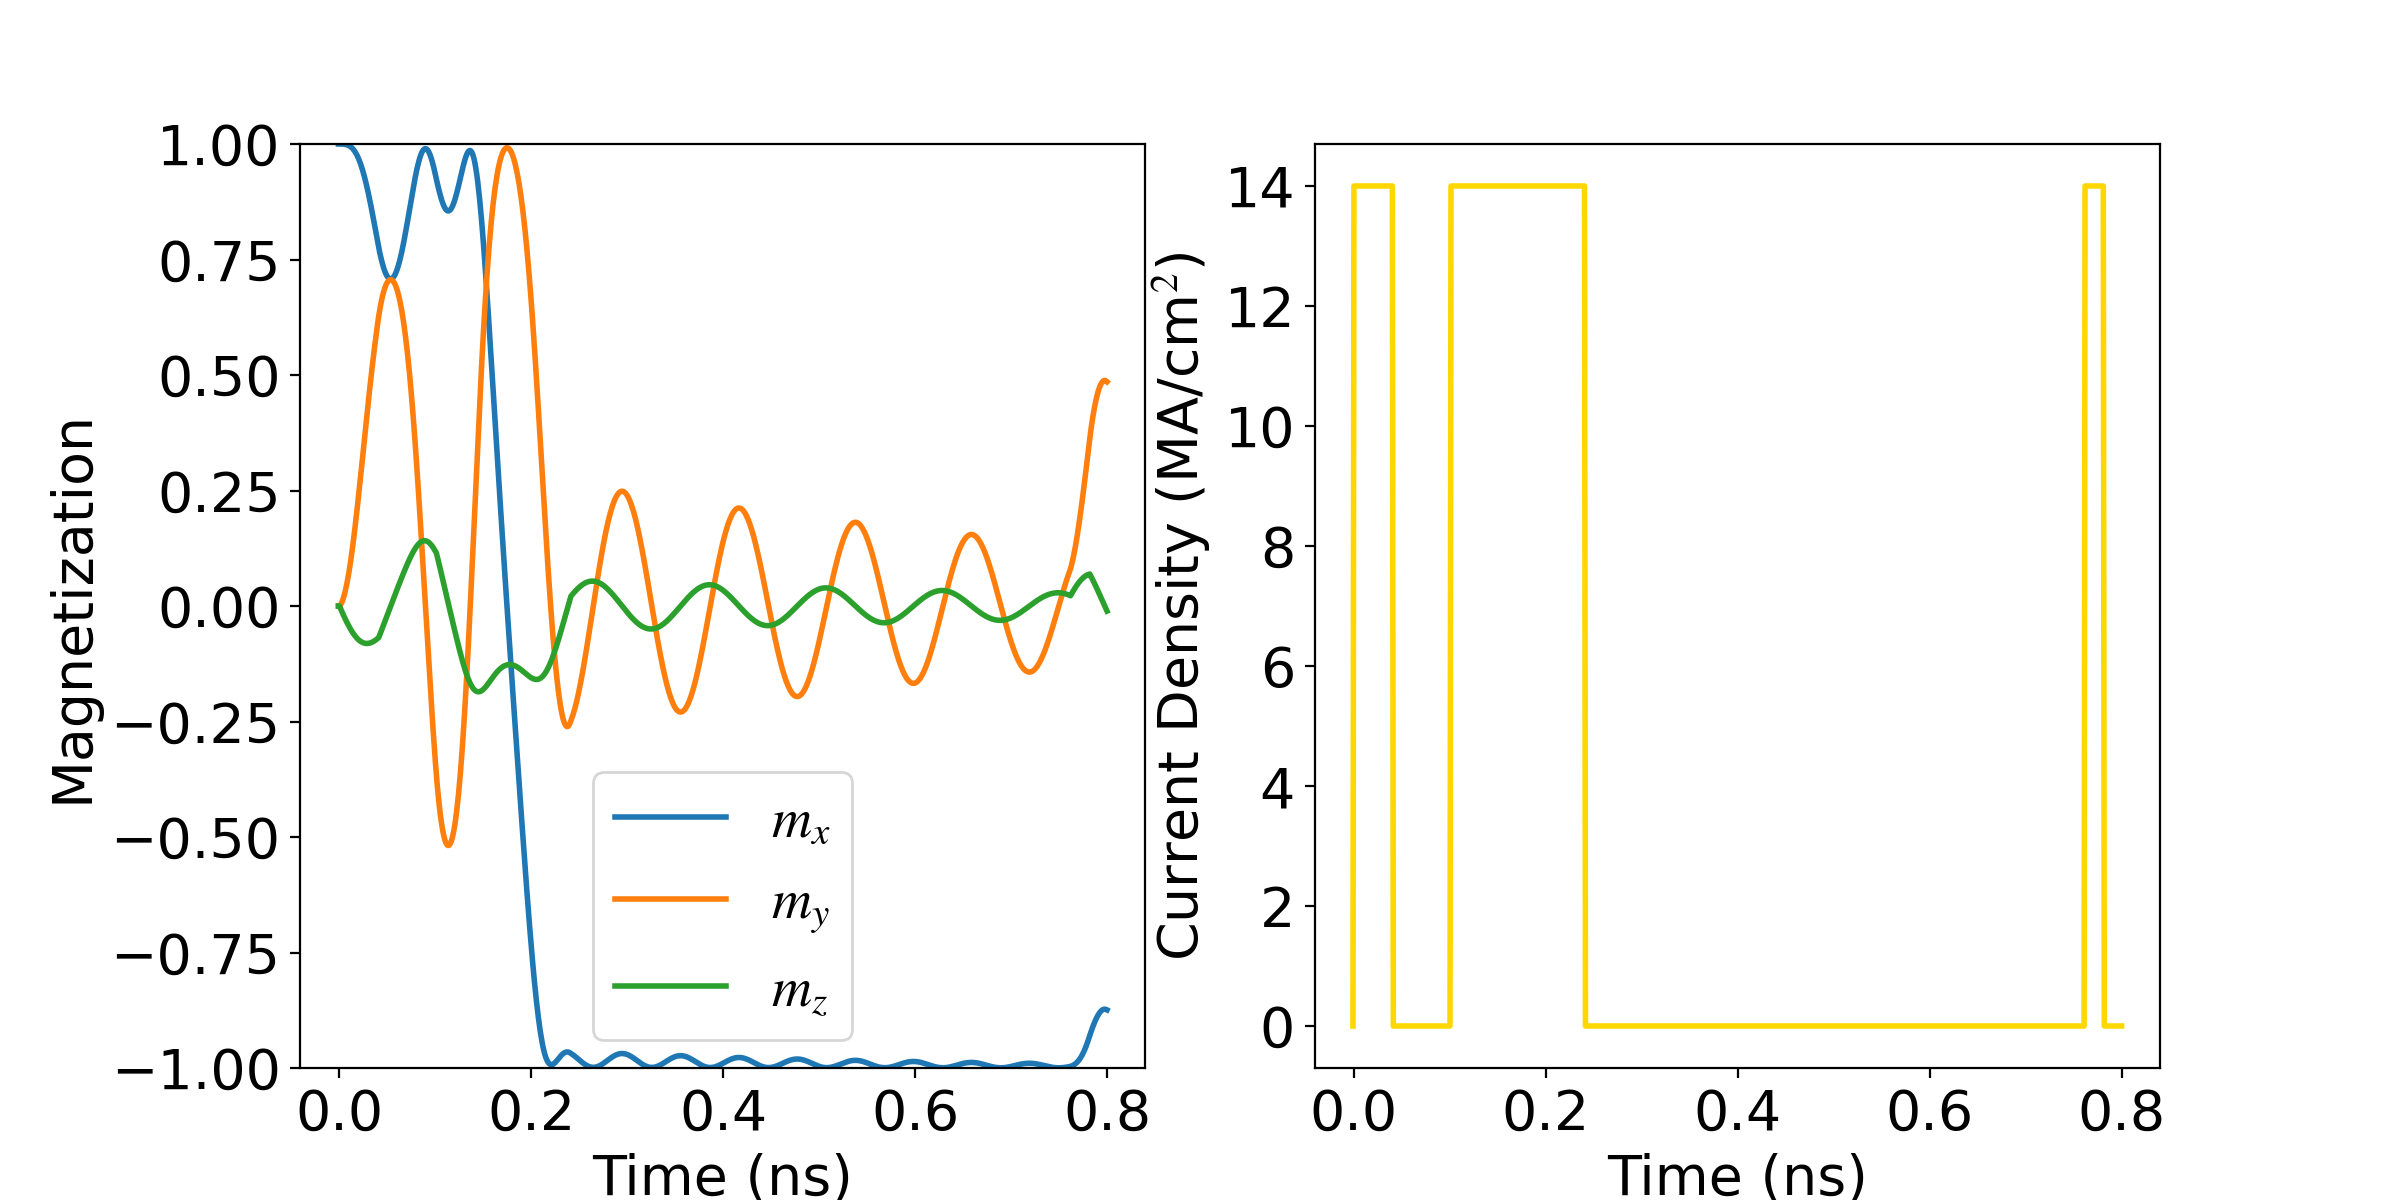 Magnetization
1.00
0.75
0.50
0.25
0.00
−0.25
−0.50
−0.75
−1.00
0.0 0.2 0.4 0.6 0.8
Time (ns)
m_x
m_y
m_z
Current Density (MA/cm²)
14
12
10
8
6
4
2
0
0.0 0.2 0.4 0.6 0.8
Time (ns)